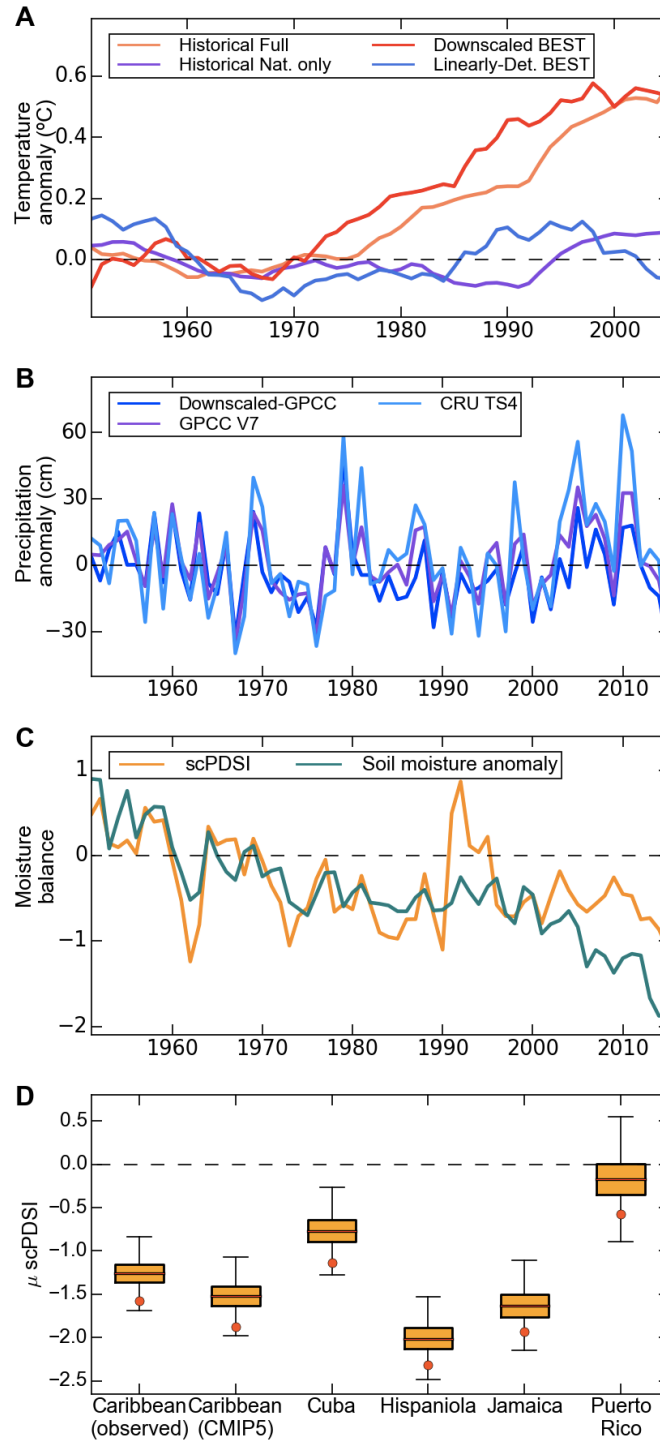 A
Historical Full
Downscaled BEST
Historical Nat. only
Linearly-Det. BEST
Temperature
anomaly (ºC)
0.6
0.4
0.2
0.0
1960 1970 1980 1990 2000
B
Downscaled-GPCC
CRU TS4
GPCC V7
Precipitation
anomaly (cm)
60
30
0
−30
1960 1970 1980 1990 2000 2010
C
scPDSI
Soil moisture anomaly
Moisture
balance
1
0
−1
−2
1960 1970 1980 1990 2000 2010
D
μ scPDSI
0.5
0.0
−0.5
−1.0
−1.5
−2.0
−2.5
Caribbean
(observed)
Caribbean
(CMIP5)
Cuba
Hispaniola
Jamaica
Puerto
Rico